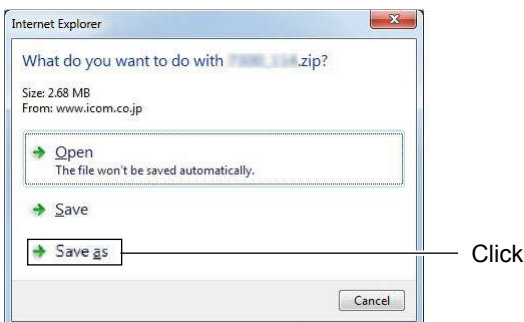 Internet Explorer
What do you want to do with .zip?
Size: 2.68 MB
From: www.icom.co.jp
Open
The file won't be saved automatically.
Save
Save as
Click
Cancel